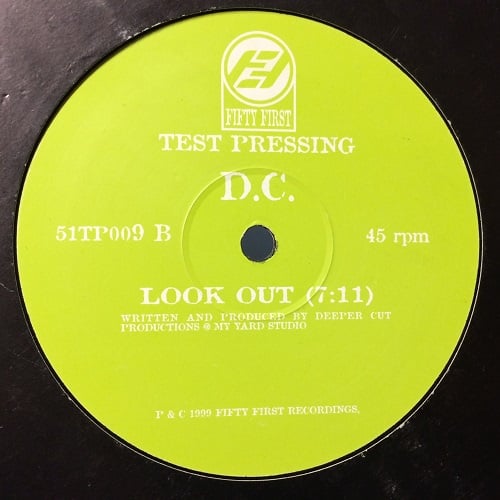 FIFTY FIRST
TEST PRESSING
D.C.
51TP009 B
45 rpm
LOOK OUT (7:11)
WRITTEN AND PRODUCED BY DEEPER CUT
PRODUCTIONS @ MY YARD STUDIO
P & C 1999 FIFTY FIRST RECORDINGS,